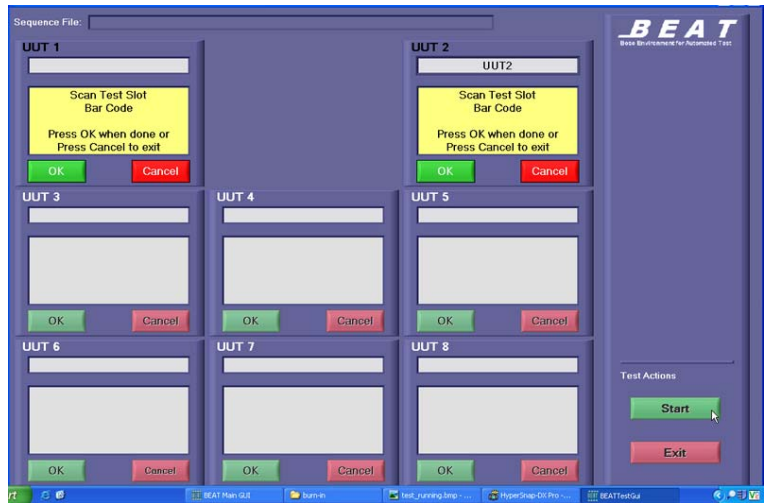 Sequence File:
BEAT
Bose Environment for Automated Test
UUT 1
Scan Test Slot
Bar Code
Press OK when done or
Press Cancel to exit
OK Cancel
UUT 2
UUT2
Scan Test Slot
Bar Code
Press OK when done or
Press Cancel to exit
OK Cancel
UUT 3
OK Cancel
UUT 4
OK Cancel
UUT 5
OK Cancel
UUT 6
OK Cancel
UUT 7
OK Cancel
UUT 8
OK Cancel
Test Actions
Start
Exit
rt
BEAT Main GUI
burn-in
test_running.bmp - ...
HyperSnap-DX Pro -...
BEATTestGui